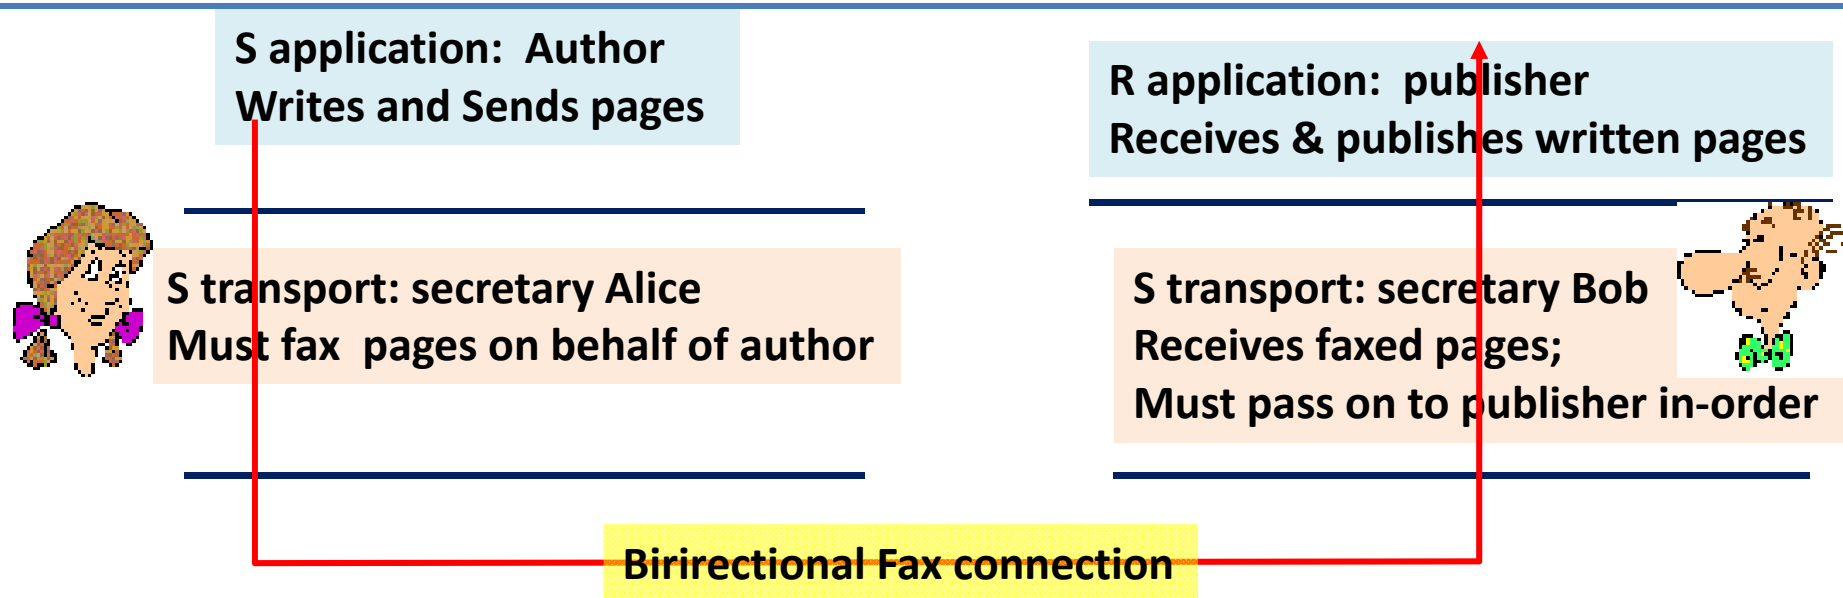 S application: Author
Writes and Sends pages
R application: publisher
Receives & publishes written pages
S transport: secretary Alice
Must fax pages on behalf of author
S transport: secretary Bob
Receives faxed pages;
Must pass on to publisher in-order
Birirectional Fax connection